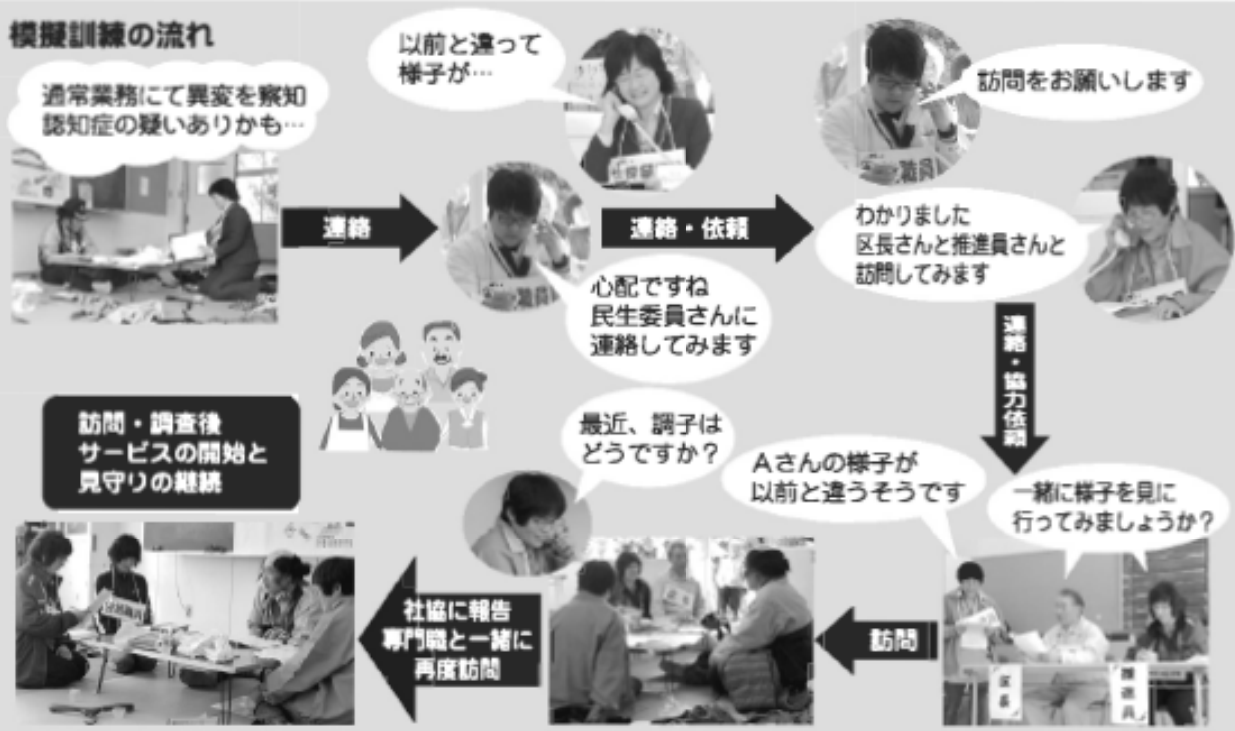 模擬訓練の流れ
通常業務にて異変を察知
認知症の疑いありかも…
連絡
以前と違って
様子が…
心配ですね
民生委員さんに
連絡してみます
連絡・依頼
訪問をお願いします
わかりました
区長さんと推進員さんと
訪問してみます
連絡・協力依頼
Aさんの様子が
以前と違うそうです
一緒に様子を見に
行ってみましょうか?
区長
推進員
訪問
最近、調子は
どうですか?
社協に報告
専門職と一緒に
再度訪問
訪問・調査後
サービスの開始と
見守りの継続